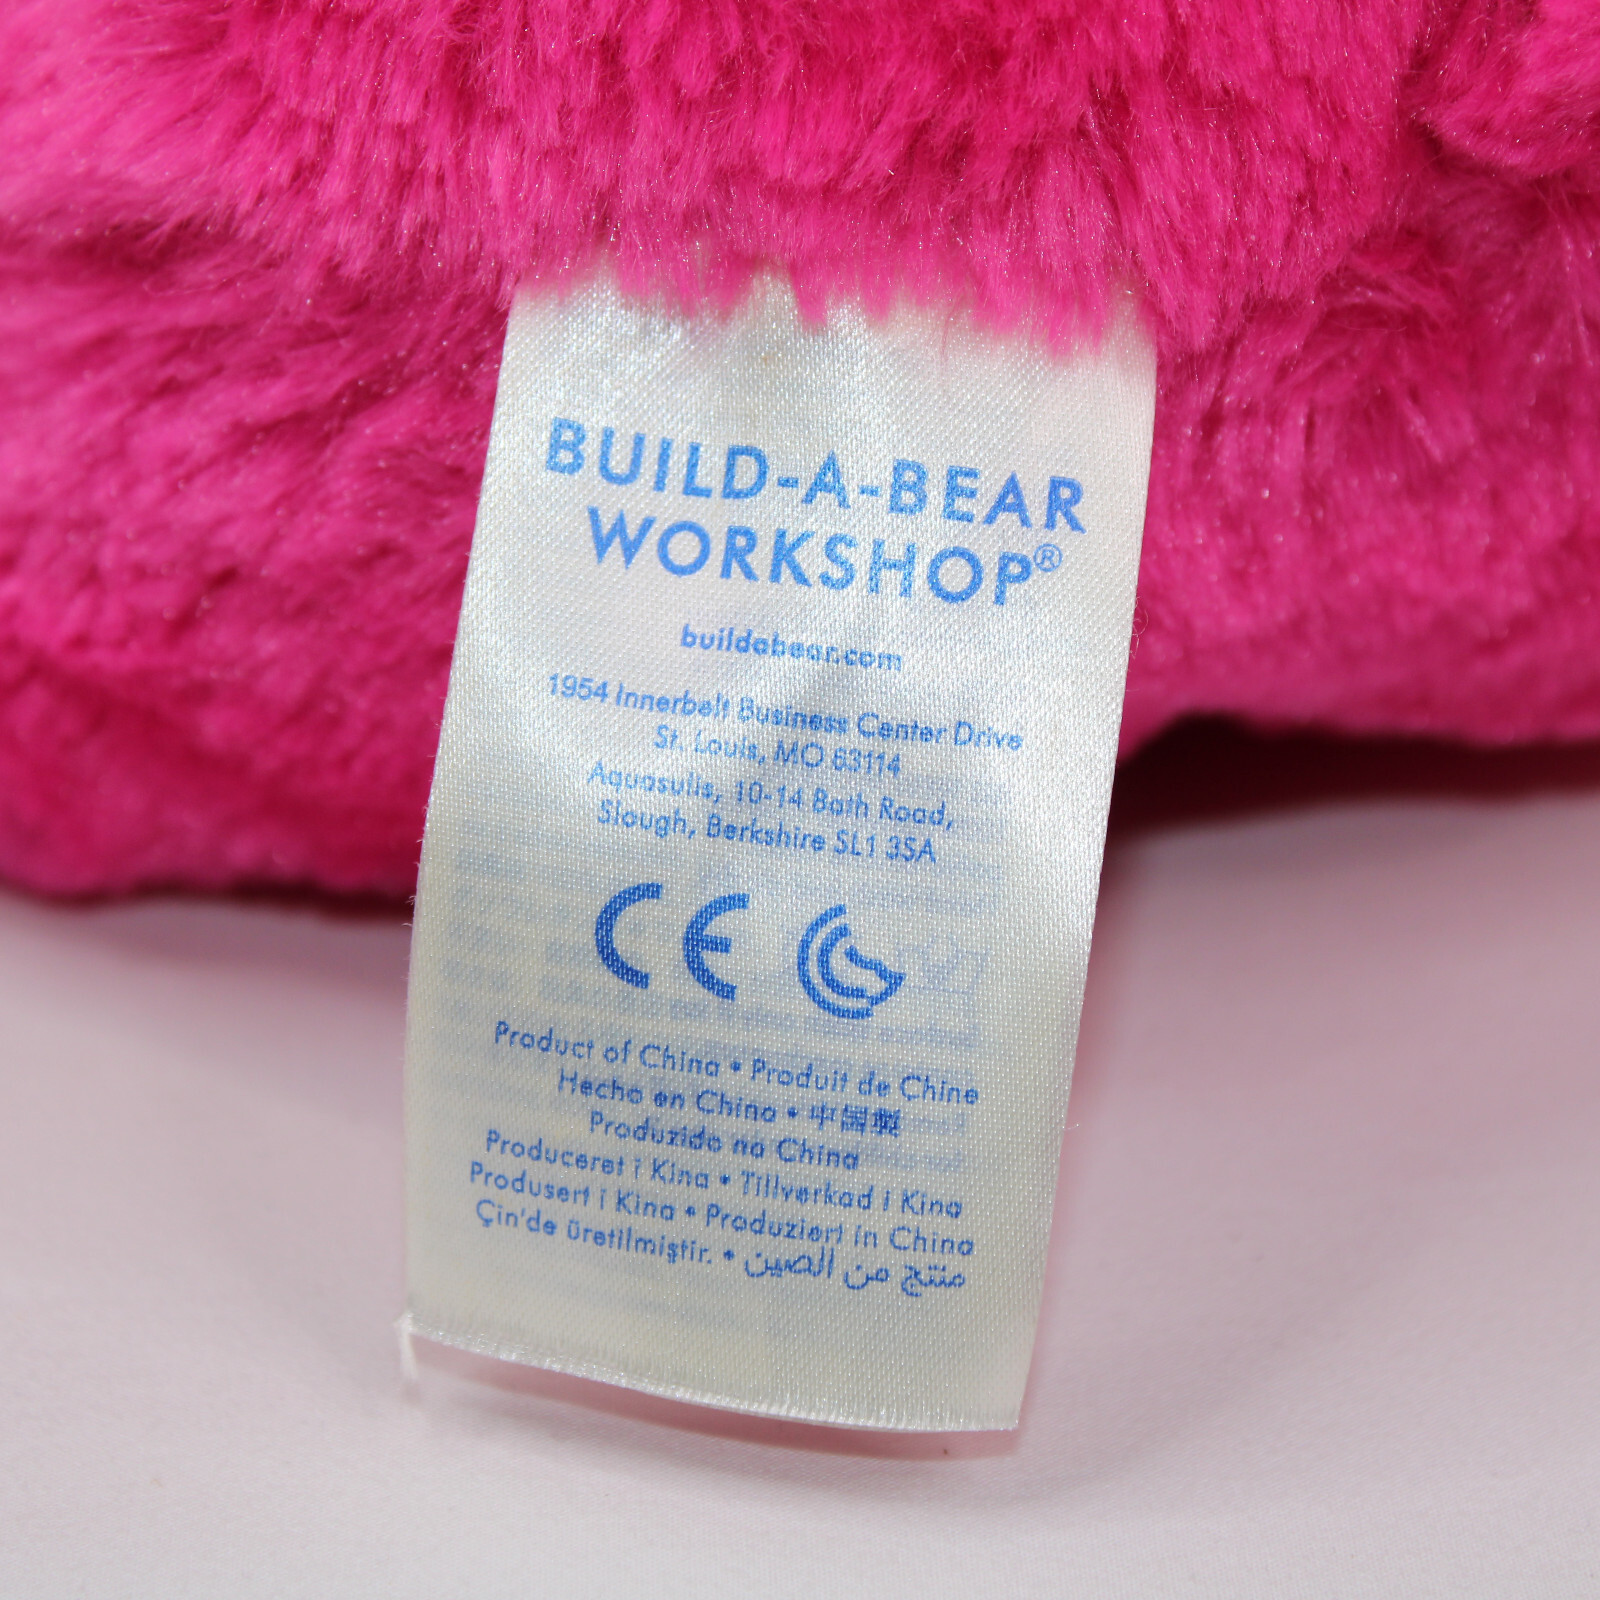 BUILD-A-BEAR
WORKSHOP®
buildabear.com
1954 Innerbelt Business Center Drive
St. Louis, MO 63114
Aquasulis, 10-14 Bath Road,
Slough, Berkshire SL1 3SA
CE
Product of China • Produit de Chine
Hecho en China • 中国製
Produzido na China
Produceret i Kina • Tillverkad i Kina
Produsert i Kina • Produziert in China
Çin'de üretilmiştir. • منتج من الصين